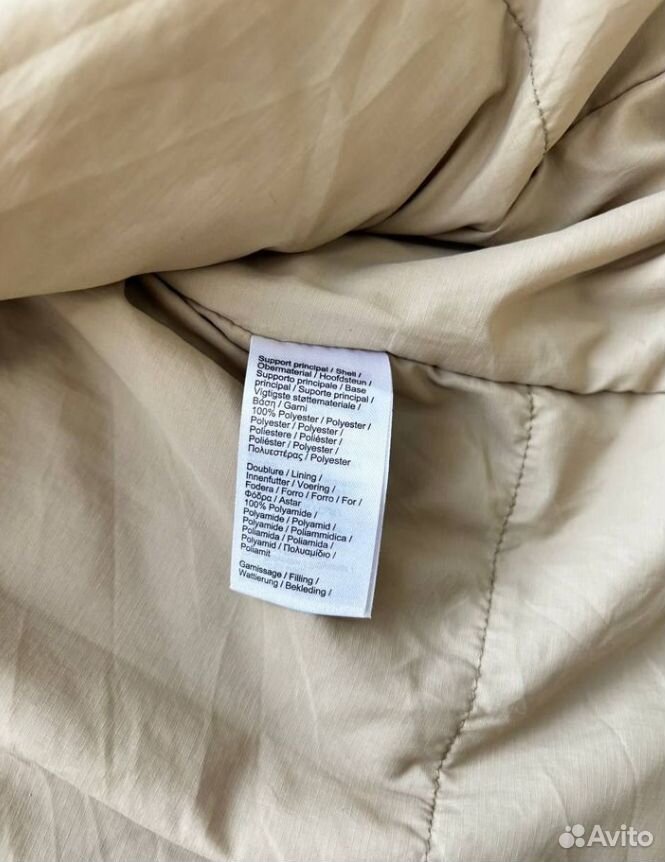 Support principal / Shell /
Obermaterial / Hoofdsteun /
Supporto principale / Base
principal / Suporte principal /
Vigtigste støttemateriale /
Βάση / Garni
100% Polyester / Polyester /
Polyester / Polyester /
Poliestere / Poliéster /
Poliéster / Polyester /
Πολυεστέρας / Polyester
Doublure / Lining /
Innenfutter / Voering /
Fodera / Forro / Forro / For /
Φόδρα / Astar
100% Polyamide /
Polyamide / Polyamid /
Polyamide / Poliammidica /
Poliamida / Poliamida /
Polyamid / Πολυαμίδιο /
Poliamit
Garnissage / Filling /
Wattierung / Bekleding /
Avito